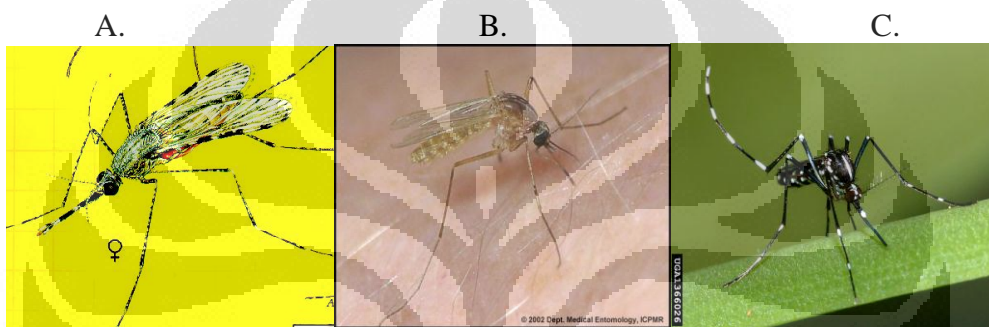 A. B. C.
♀
© 2002 Dept. Medical Entomology, ICPMR
UGA1366026